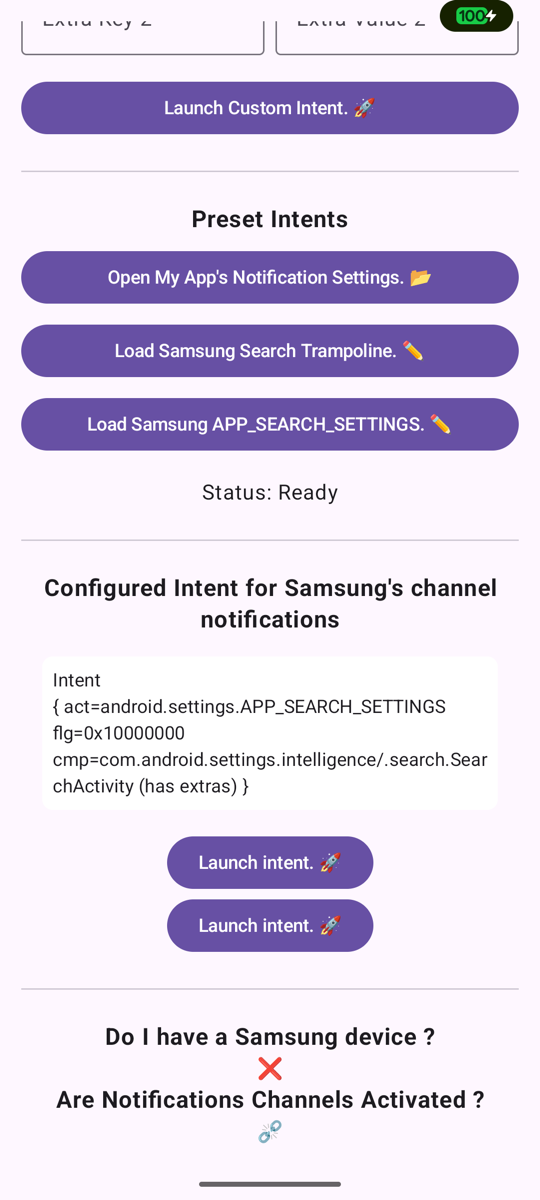 Extra Key 2
Extra Value 2
100
Launch Custom Intent. 🚀
Preset Intents
Open My App's Notification Settings. 📂
Load Samsung Search Trampoline. ✏️
Load Samsung APP_SEARCH_SETTINGS. ✏️
Status: Ready
Configured Intent for Samsung's channel
notifications
Intent
{ act=android.settings.APP_SEARCH_SETTINGS
flg=0x10000000
cmp=com.android.settings.intelligence/.search.Sear
chActivity (has extras) }
Launch intent. 🚀
Launch intent. 🚀
Do I have a Samsung device ?
❌
Are Notifications Channels Activated ?
⛓️‍💥